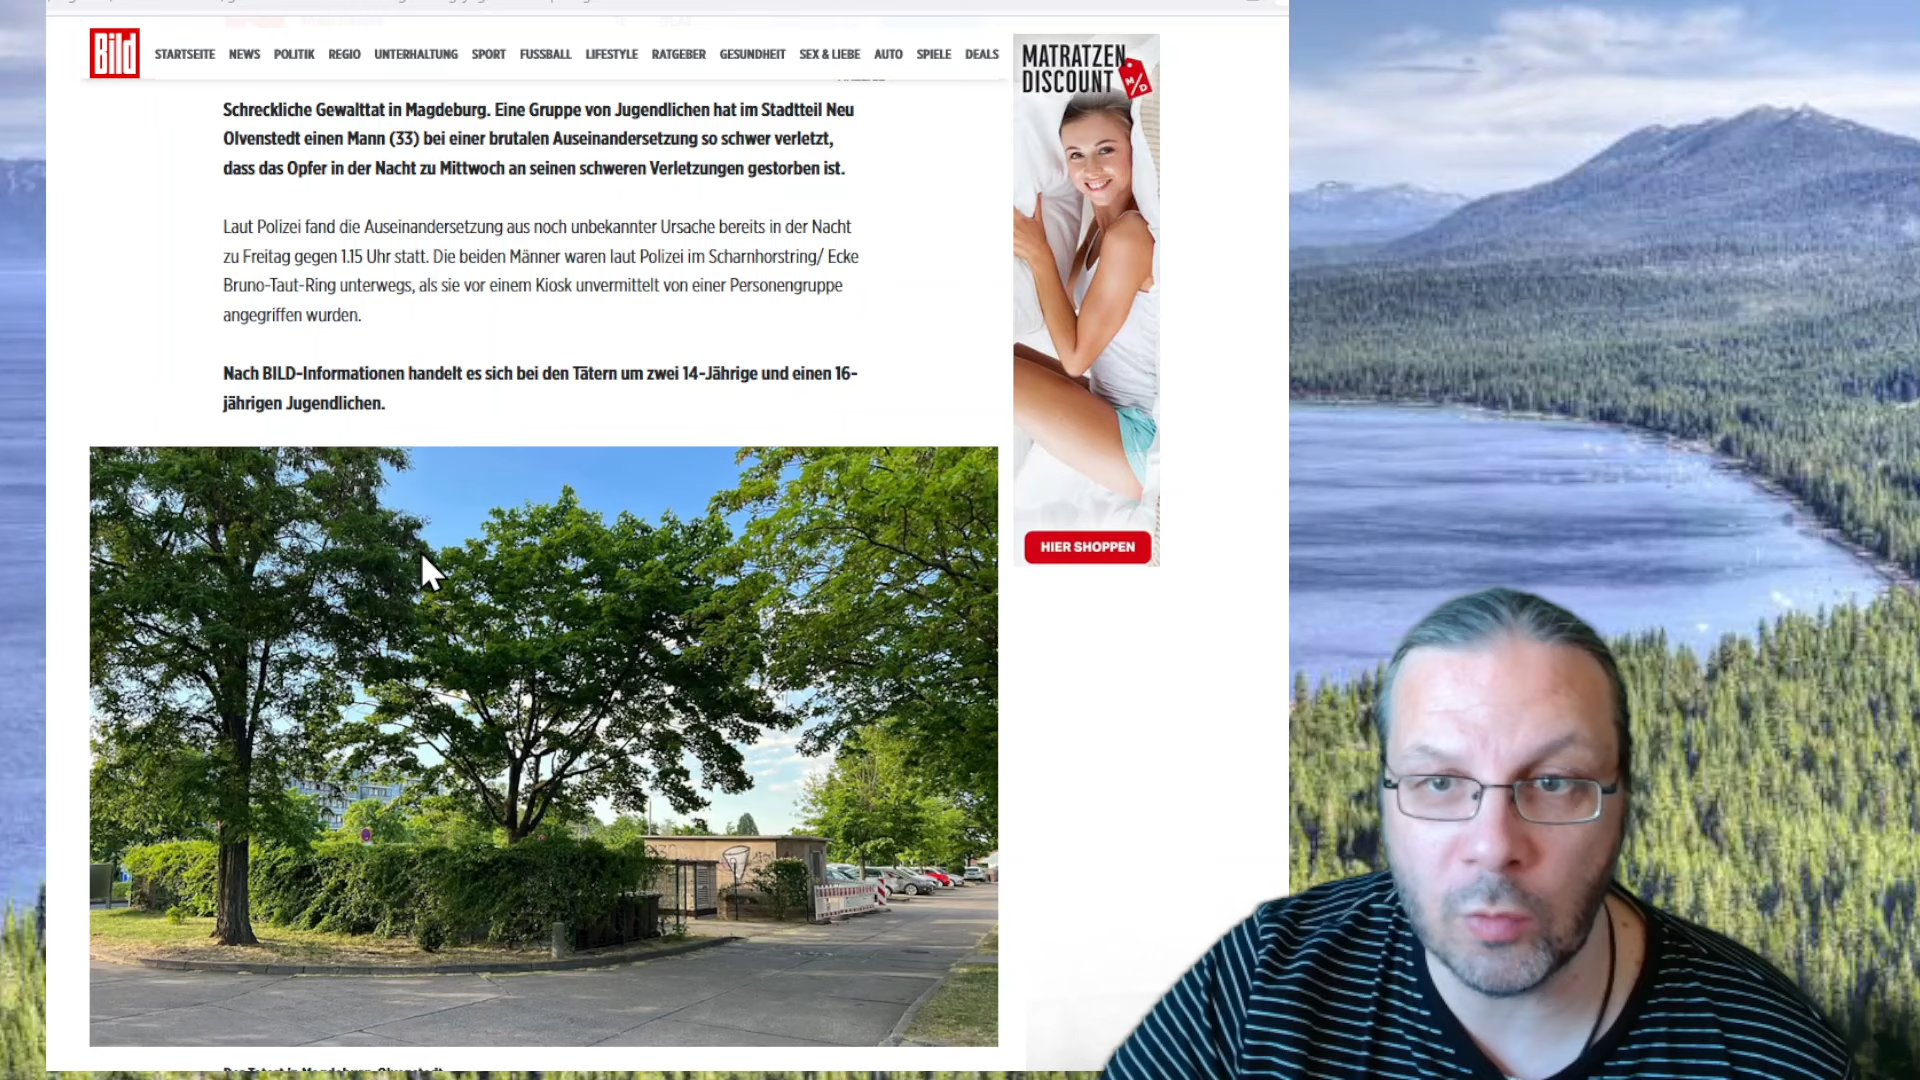 Bild
STARTSEITE NEWS POLITIK REGIO UNTERHALTUNG SPORT FUSSBALL LIFESTYLE RATGEBER GESUNDHEIT SEX & LIEBE AUTO SPIELE DEALS
Schreckliche Gewalttat in Magdeburg. Eine Gruppe von Jugendlichen hat im Stadtteil Neu
Olvenstedt einen Mann (33) bei einer brutalen Auseinandersetzung so schwer verletzt,
dass das Opfer in der Nacht zu Mittwoch an seinen schweren Verletzungen gestorben ist.
Laut Polizei fand die Auseinandersetzung aus noch unbekannter Ursache bereits in der Nacht
zu Freitag gegen 1.15 Uhr statt. Die beiden Männer waren laut Polizei im Scharnhorstring/ Ecke
Bruno-Taut-Ring unterwegs, als sie vor einem Kiosk unvermittelt von einer Personengruppe
angegriffen wurden.
Nach BILD-Informationen handelt es sich bei den Tätern um zwei 14-Jährige und einen 16-
jährigen Jugendlichen.
MATRATZEN
DISCOUNT
M/D
HIER SHOPPEN